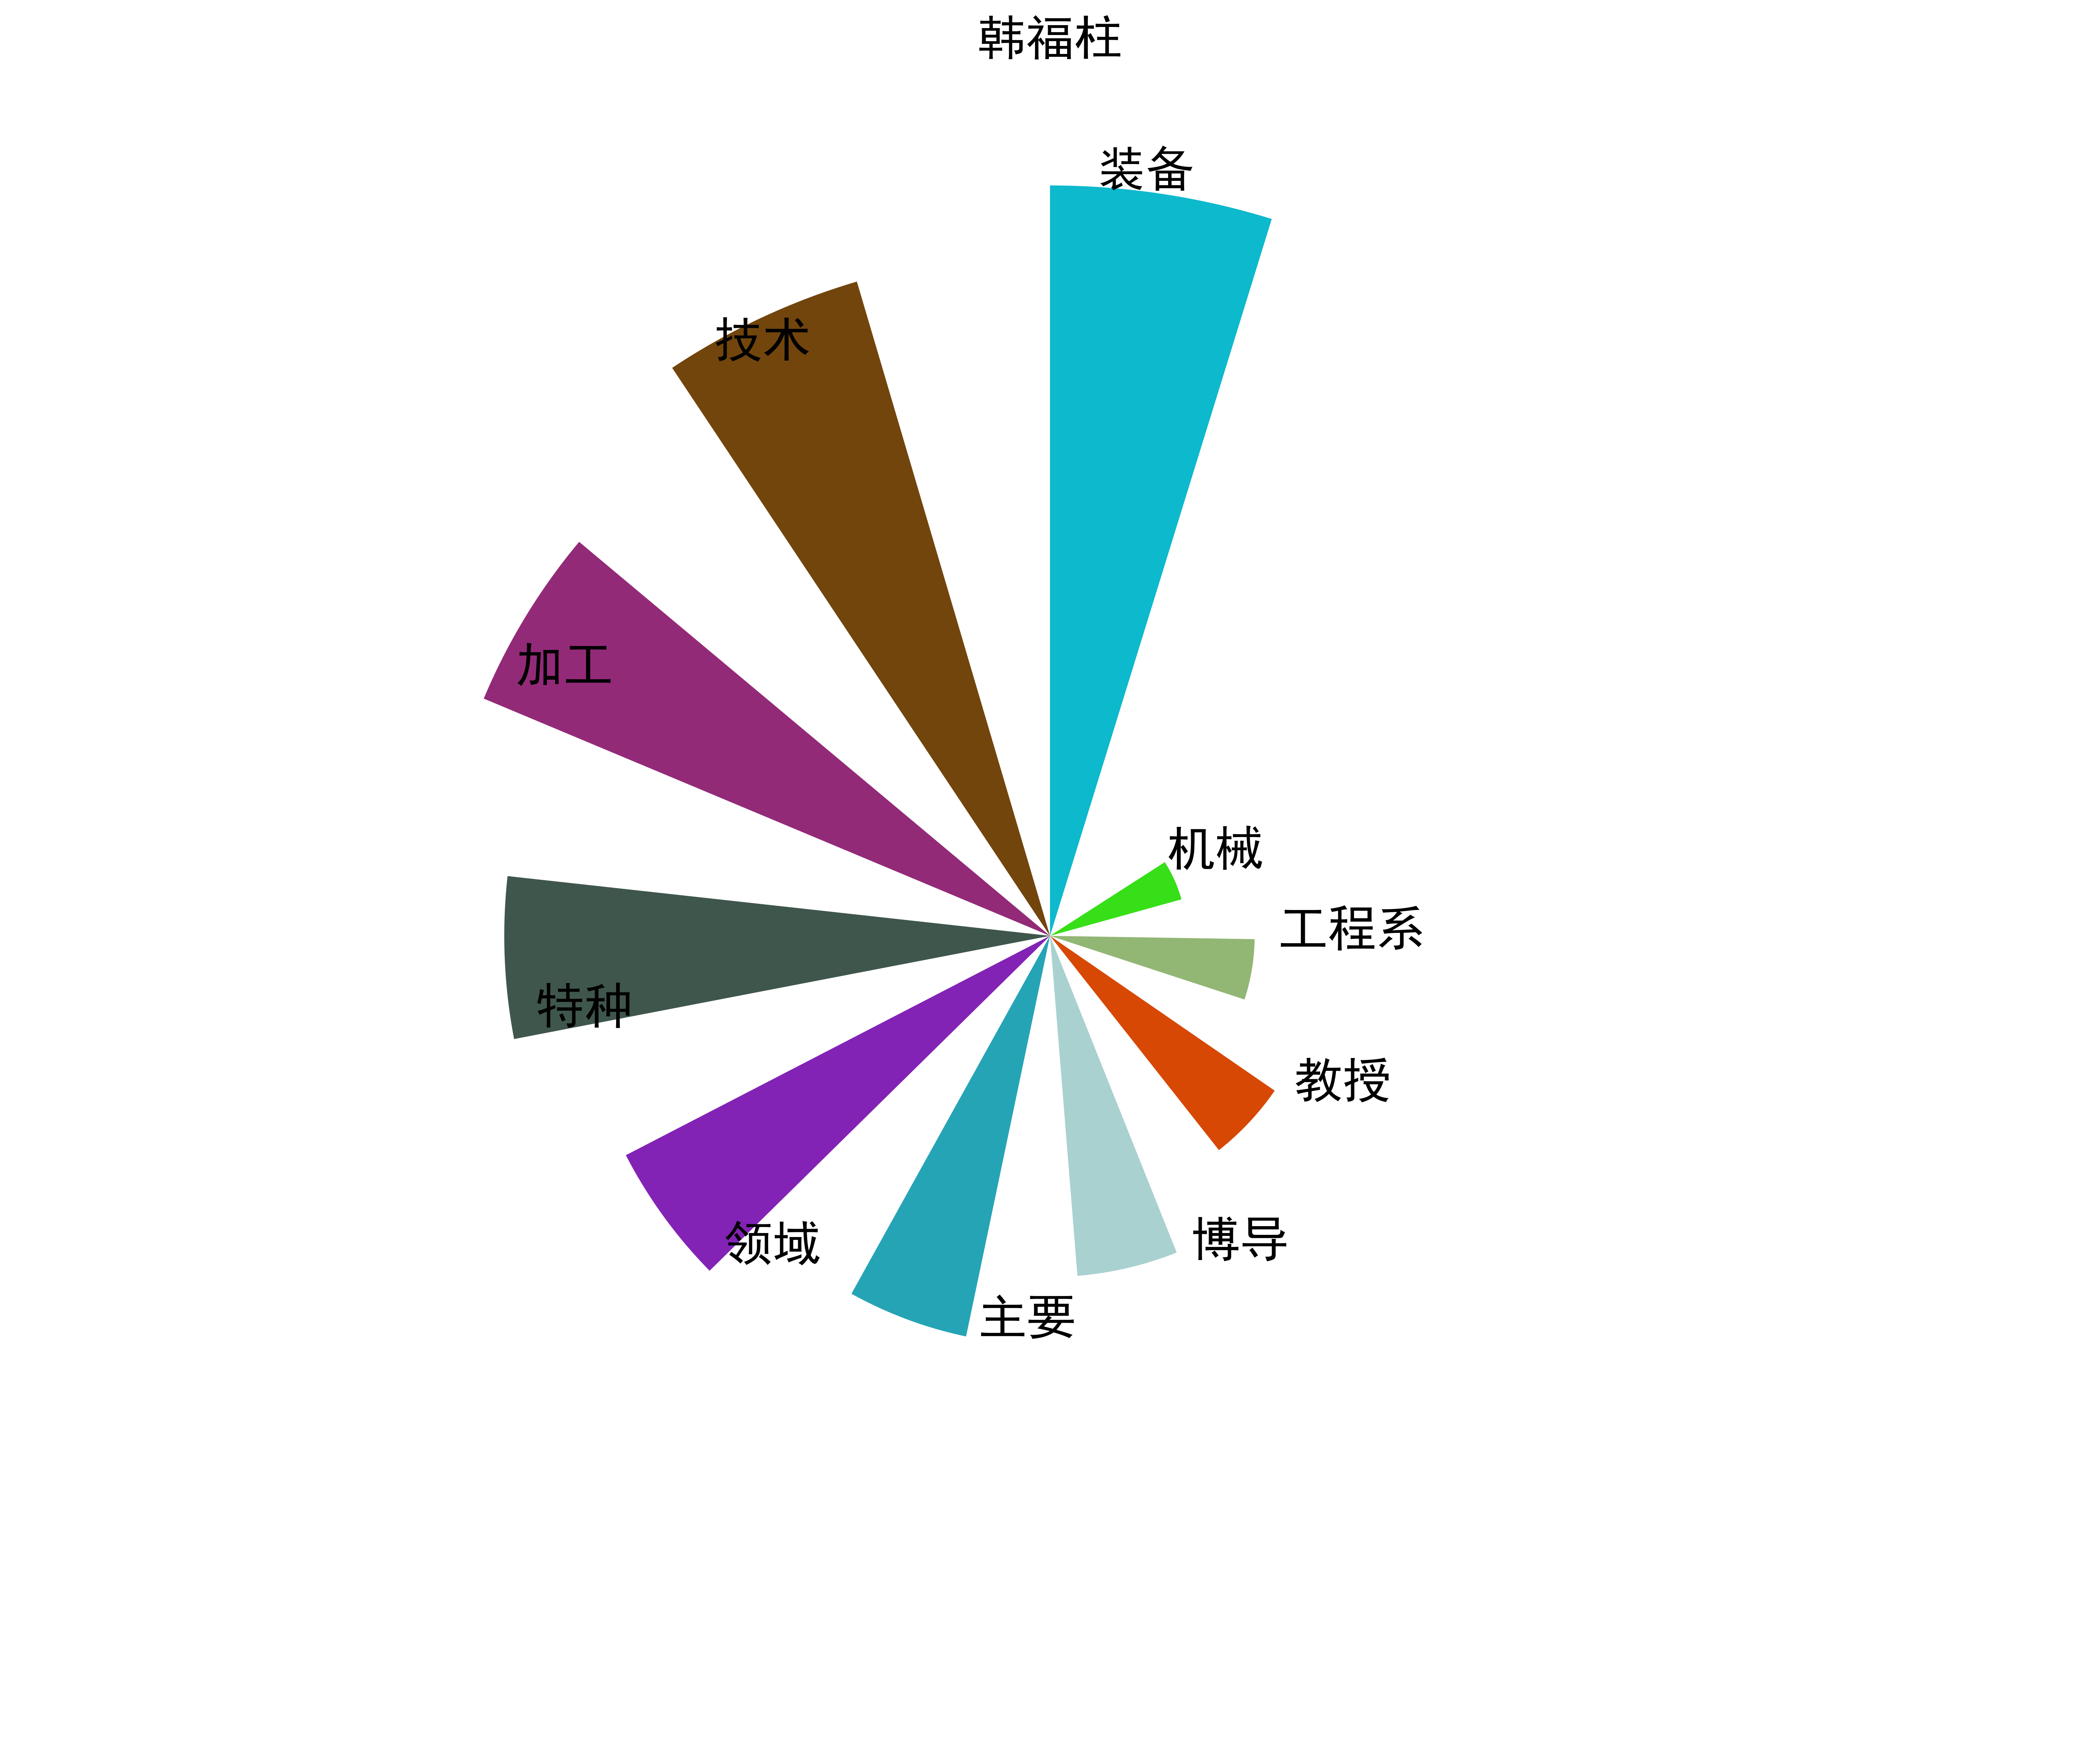 韩福柱
装备
技术
加工
机械
工程系
特种
教授
领域
博导
主要